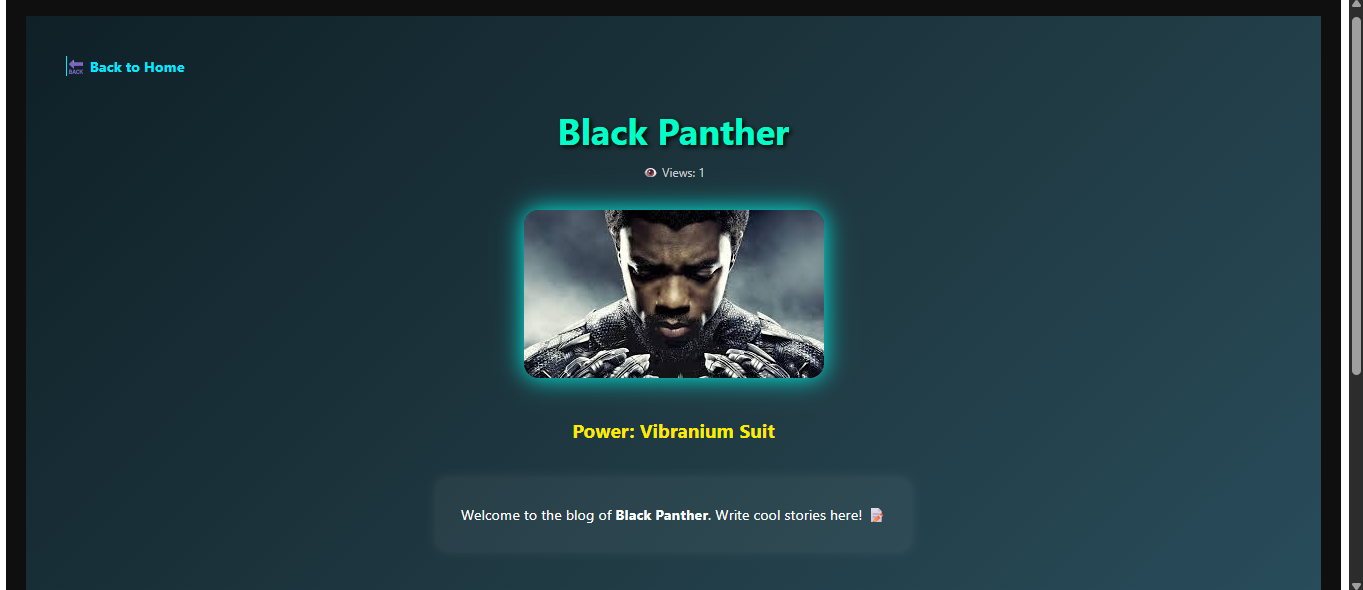 🔙 Back to Home
Black Panther
👁️ Views: 1
Power: Vibranium Suit
Welcome to the blog of Black Panther. Write cool stories here! 📝